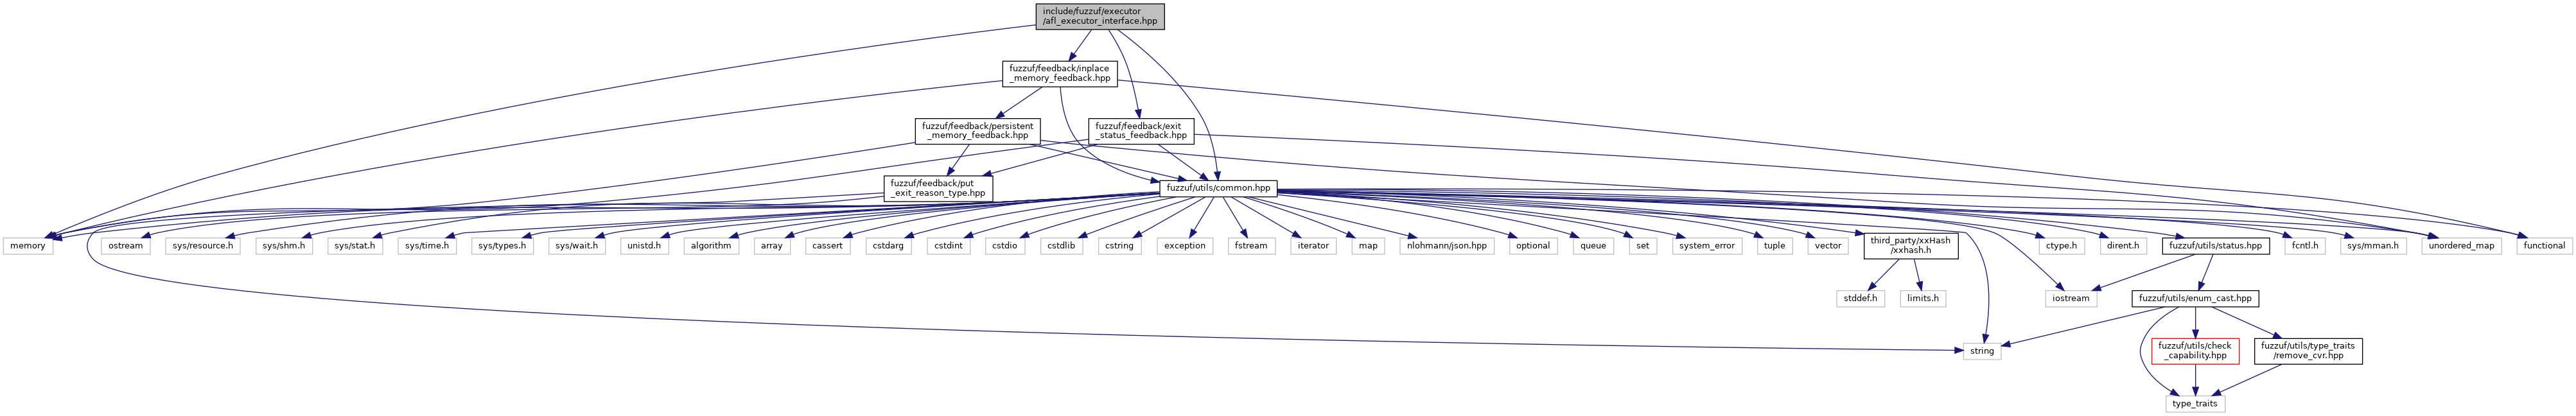 include/fuzzuf/executor
/afl_executor_interface.hpp
fuzzuf/feedback/inplace
_memory_feedback.hpp
fuzzuf/feedback/persistent
_memory_feedback.hpp
fuzzuf/feedback/exit
_status_feedback.hpp
fuzzuf/feedback/put
_exit_reason_type.hpp
fuzzuf/utils/common.hpp
memory
ostream
sys/resource.h
sys/shm.h
sys/stat.h
sys/time.h
sys/types.h
sys/wait.h
unistd.h
algorithm
array
cassert
cstdarg
cstdint
cstdio
cstdlib
cstring
exception
fstream
iterator
map
nlohmann/json.hpp
optional
queue
set
system_error
tuple
vector
third_party/xxHash
/xxhash.h
ctype.h
dirent.h
fuzzuf/utils/status.hpp
fcntl.h
sys/mman.h
unordered_map
functional
stddef.h
limits.h
iostream
fuzzuf/utils/enum_cast.hpp
string
fuzzuf/utils/check
_capability.hpp
fuzzuf/utils/type_traits
/remove_cvr.hpp
type_traits